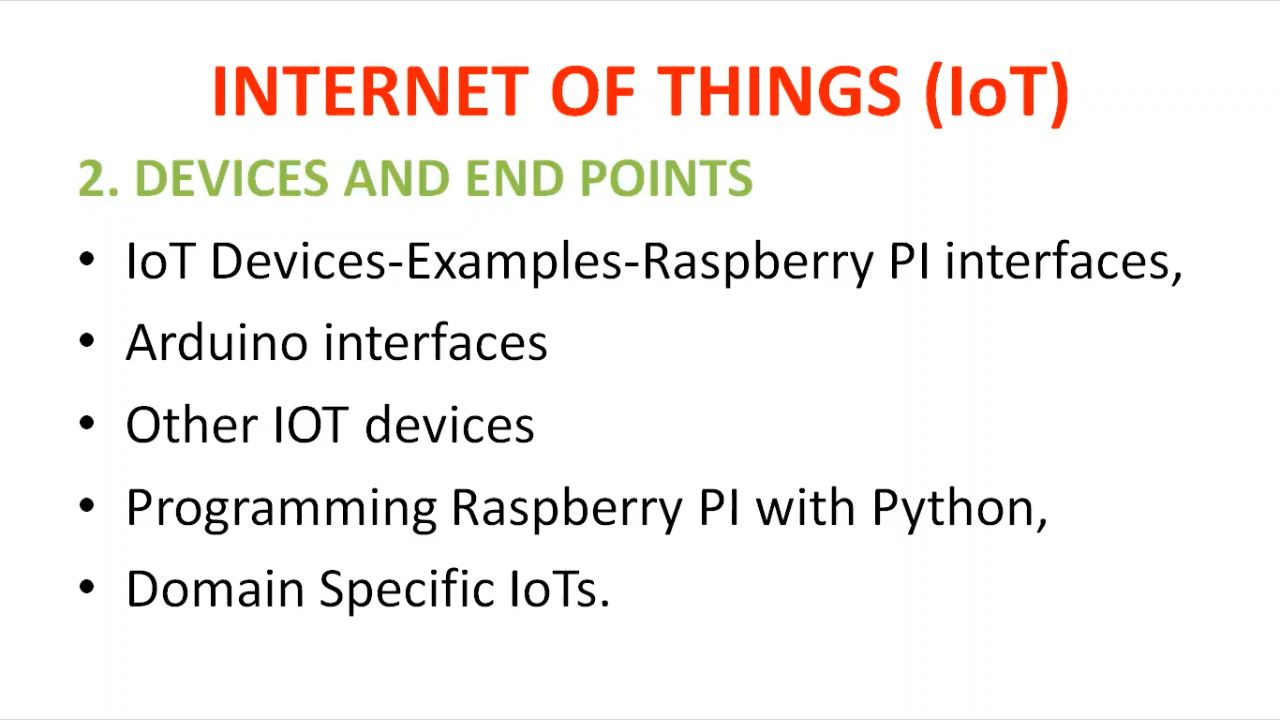 INTERNET OF THINGS (IoT)
2. DEVICES AND END POINTS
• IoT Devices-Examples-Raspberry PI interfaces,
• Arduino interfaces
• Other IOT devices
• Programming Raspberry PI with Python,
• Domain Specific IoTs.